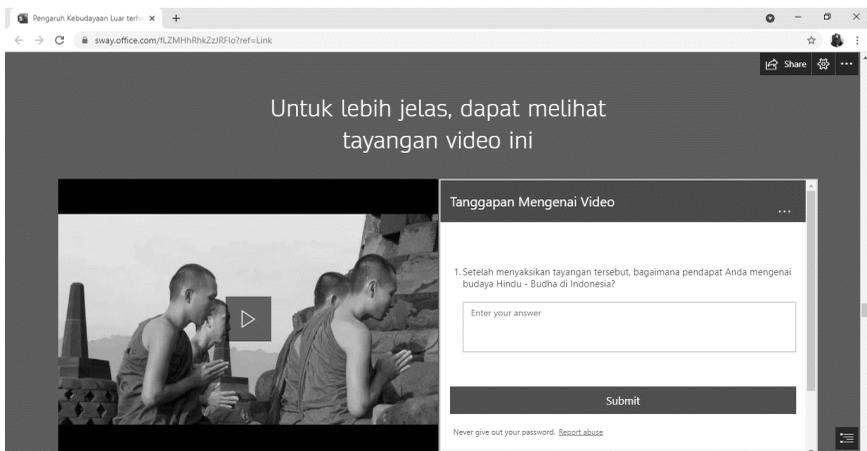 Pengaruh Kebudayaan Luar terha
sway.office.com/fLZMHhRhkZzJRFIo?ref=Link
Share
Untuk lebih jelas, dapat melihat
tayangan video ini
Tanggapan Mengenai Video
1. Setelah menyaksikan tayangan tersebut, bagaimana pendapat Anda mengenai
budaya Hindu - Budha di Indonesia?
Enter your answer
Submit
Never give out your password. Report abuse